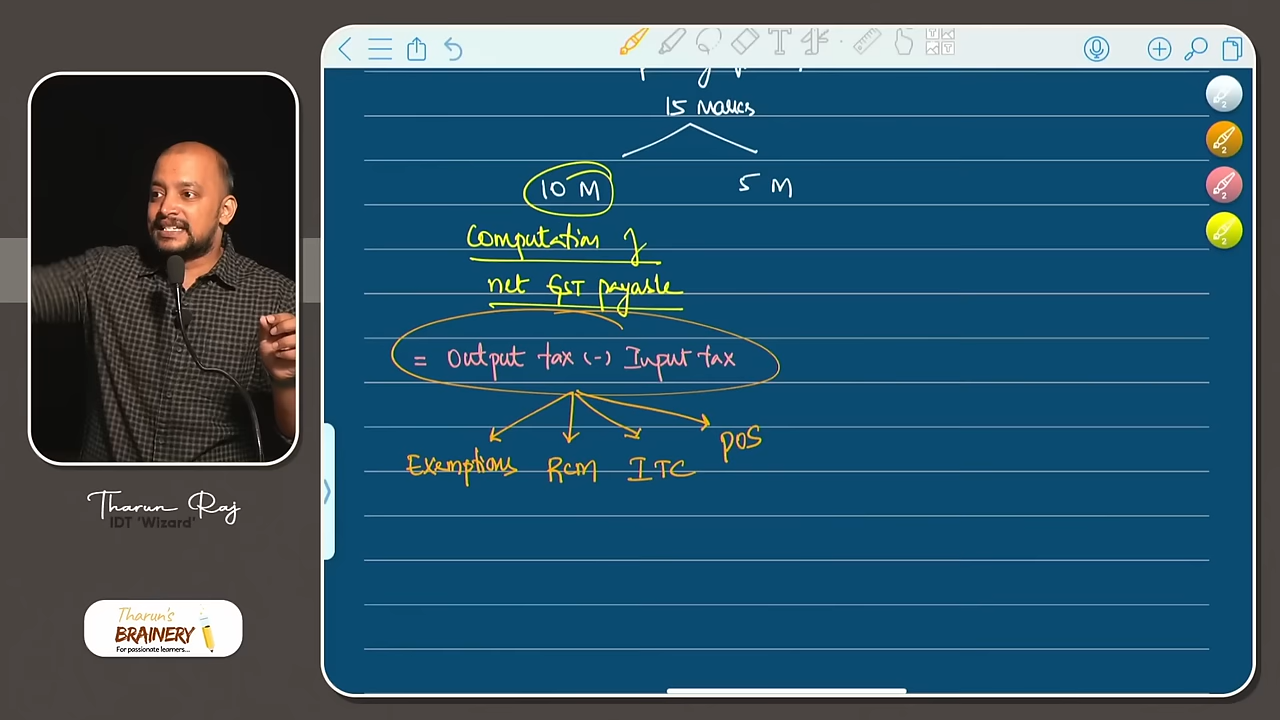 15 Marks
10 M
5 M
Computation of
net GST payable
= Output tax (-) Input tax
Exemptions RCM ITC POS
Tharun Raj
IDT 'Wizard'
Tharun's
BRAINERY
For passionate learners...